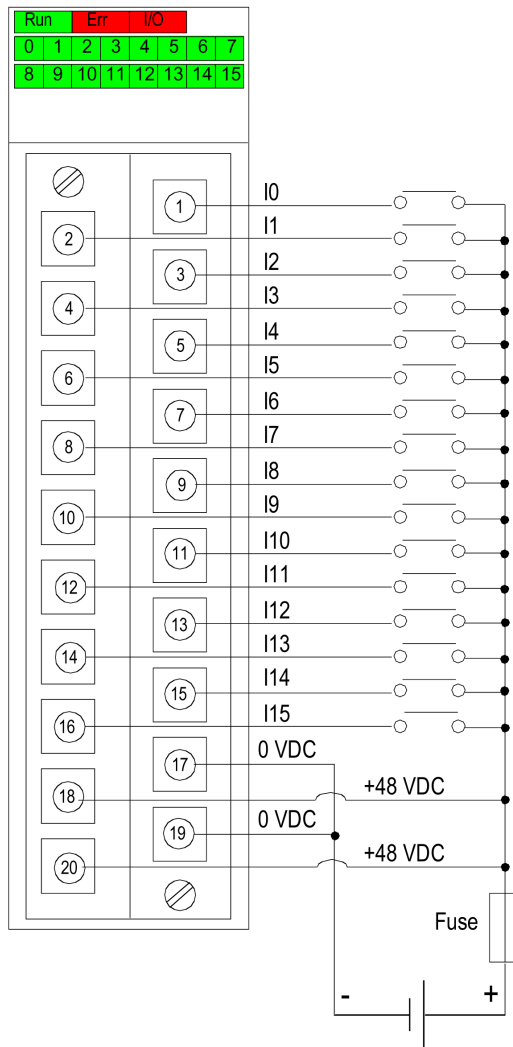 Run Err I/O
0 1 2 3 4 5 6 7
8 9 10 11 12 13 14 15
1 I0
2 I1
3 I2
4 I3
5 I4
6 I5
7 I6
8 I7
9 I8
10 I9
11 I10
12 I11
13 I12
14 I13
15 I14
16 I15
17 0 VDC
18 +48 VDC
19 0 VDC
20 +48 VDC
Fuse
- +